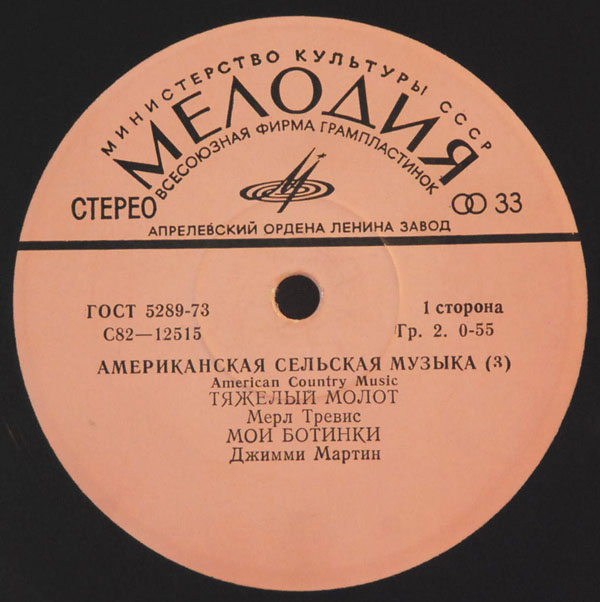 МИНИСТЕРСТВО КУЛЬТУРЫ СССР
МЕЛОДИЯ
ВСЕСОЮЗНАЯ ФИРМА ГРАМПЛАСТИНОК
СТЕРЕО
33
АПРЕЛЕВСКИЙ ОРДЕНА ЛЕНИНА ЗАВОД
ГОСТ 5289-73
1 сторона
С82—12515
Гр. 2. 0-55
АМЕРИКАНСКАЯ СЕЛЬСКАЯ МУЗЫКА (3)
American Country Music
ТЯЖЕЛЫЙ МОЛОТ
Мерл Тревис
МОИ БОТИНКИ
Джимми Мартин